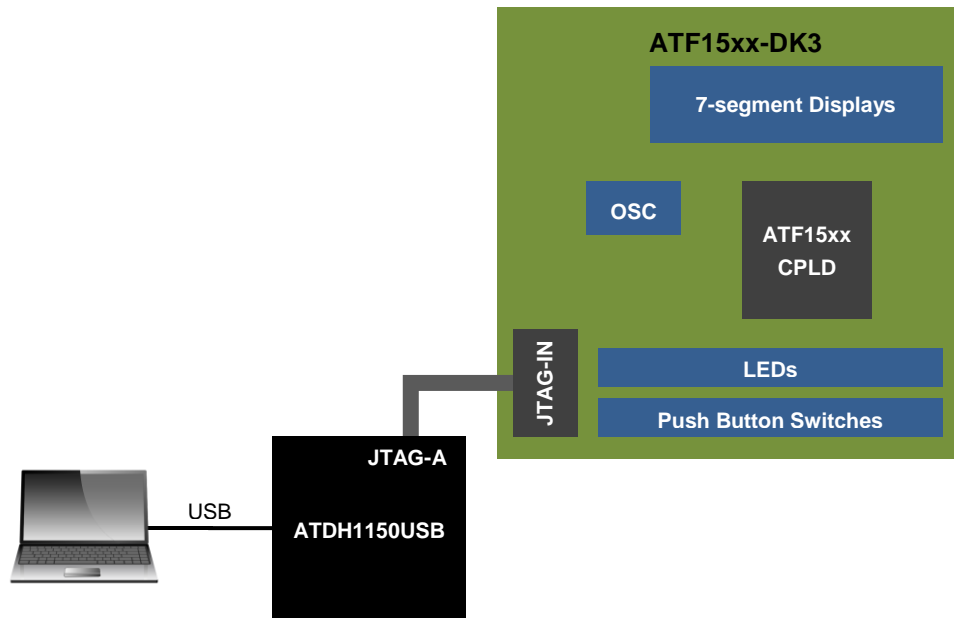 ATF15xx-DK3
7-segment Displays
OSC
ATF15xx
CPLD
JTAG-IN
LEDs
Push Button Switches
JTAG-A
USB
ATDH1150USB